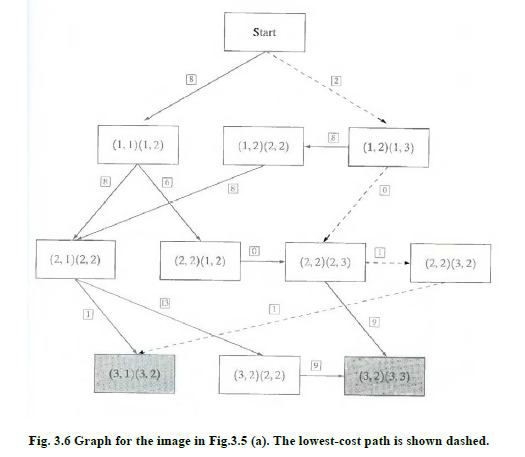 Start
8
2
(1, 1)(1, 2)
(1, 2)(2, 2)
8
(1, 2)(1, 3)
8
6
8
0
(2, 1)(2, 2)
(2, 2)(1, 2)
0
(2, 2)(2, 3)
1
(2, 2)(3, 2)
1
13
1
9
(3, 1)(3, 2)
(3, 2)(2, 2)
9
(3, 2)(3, 3)
Fig. 3.6 Graph for the image in Fig.3.5 (a). The lowest-cost path is shown dashed.